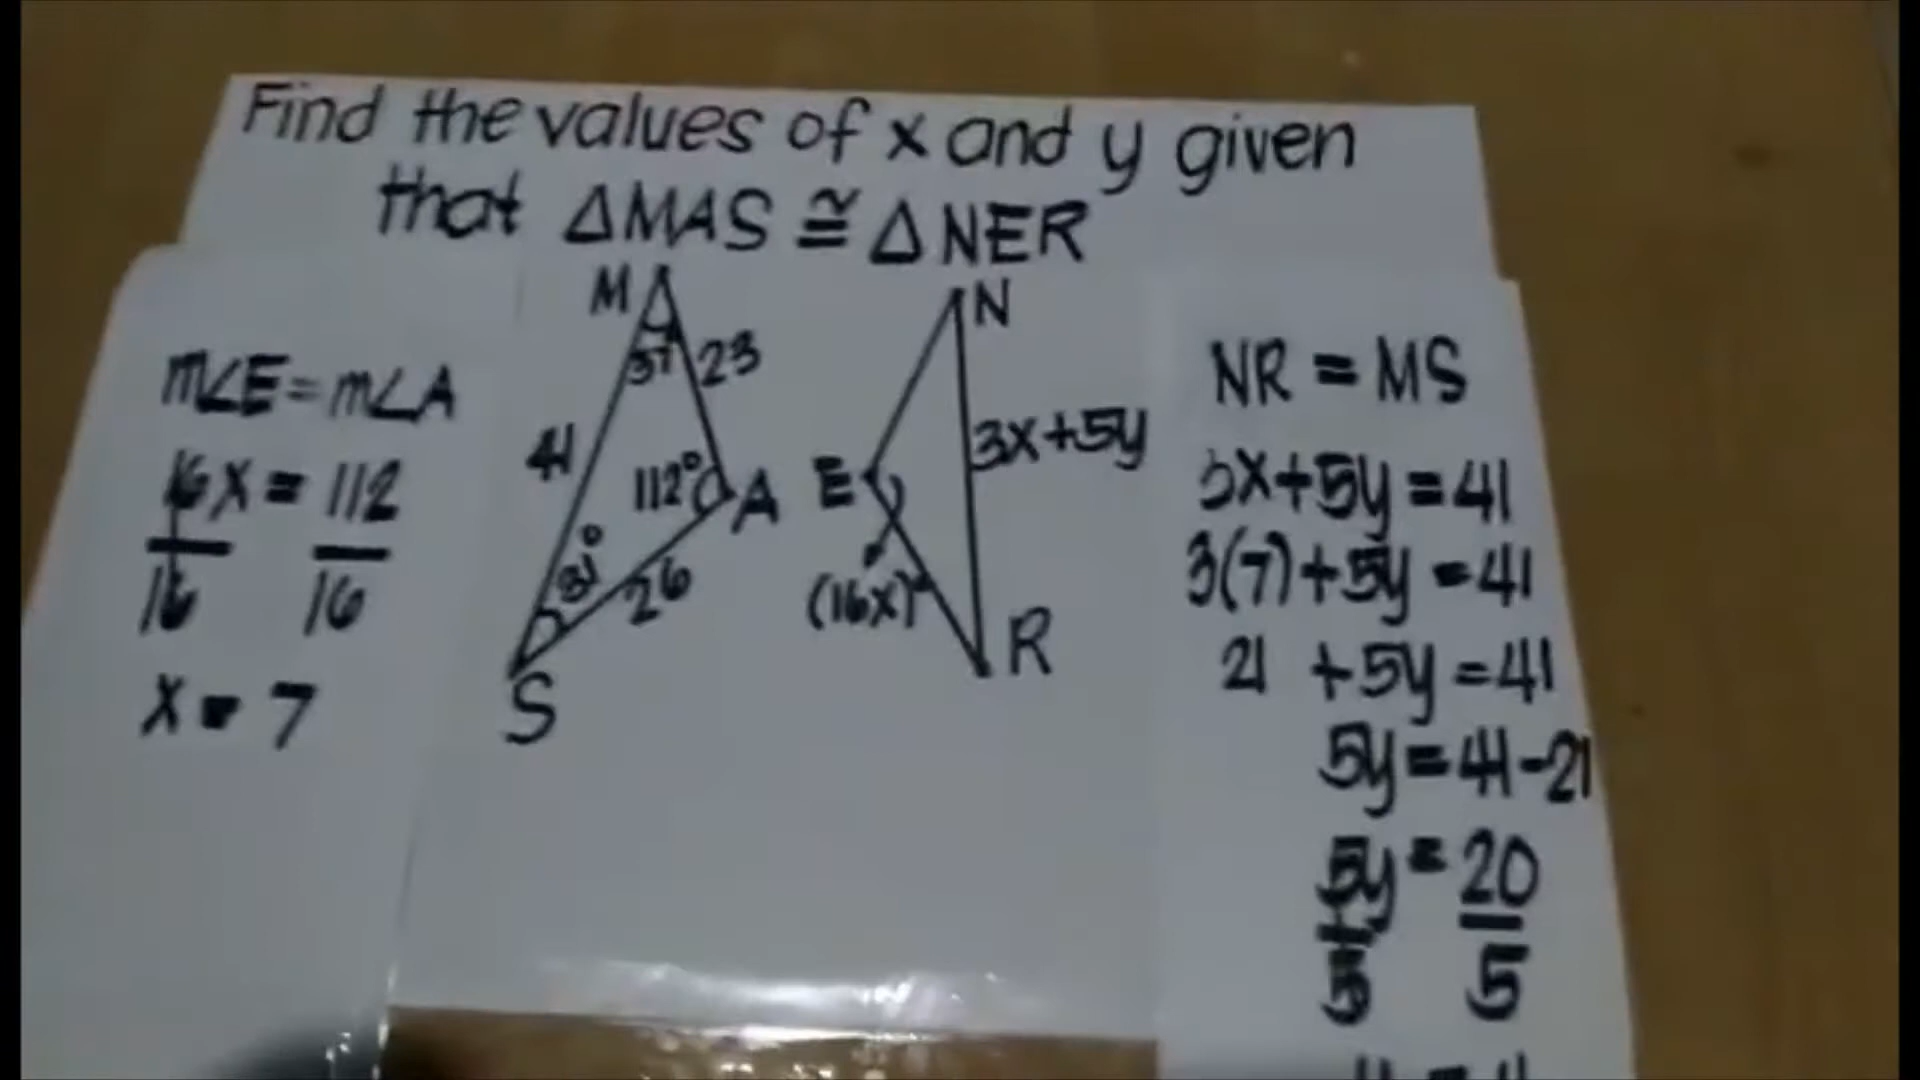 Find the values of x and y given
that △MAS ≅ △NER
m∠E = m∠A
16x = 112
16 16
x = 7
M
37
23
41
112°
A
31°
26
S
N
E
3x+5y
(16x)°
R
NR = MS
3x+5y = 41
3(7)+5y = 41
21 +5y = 41
5y = 41-21
5y = 20
5 5